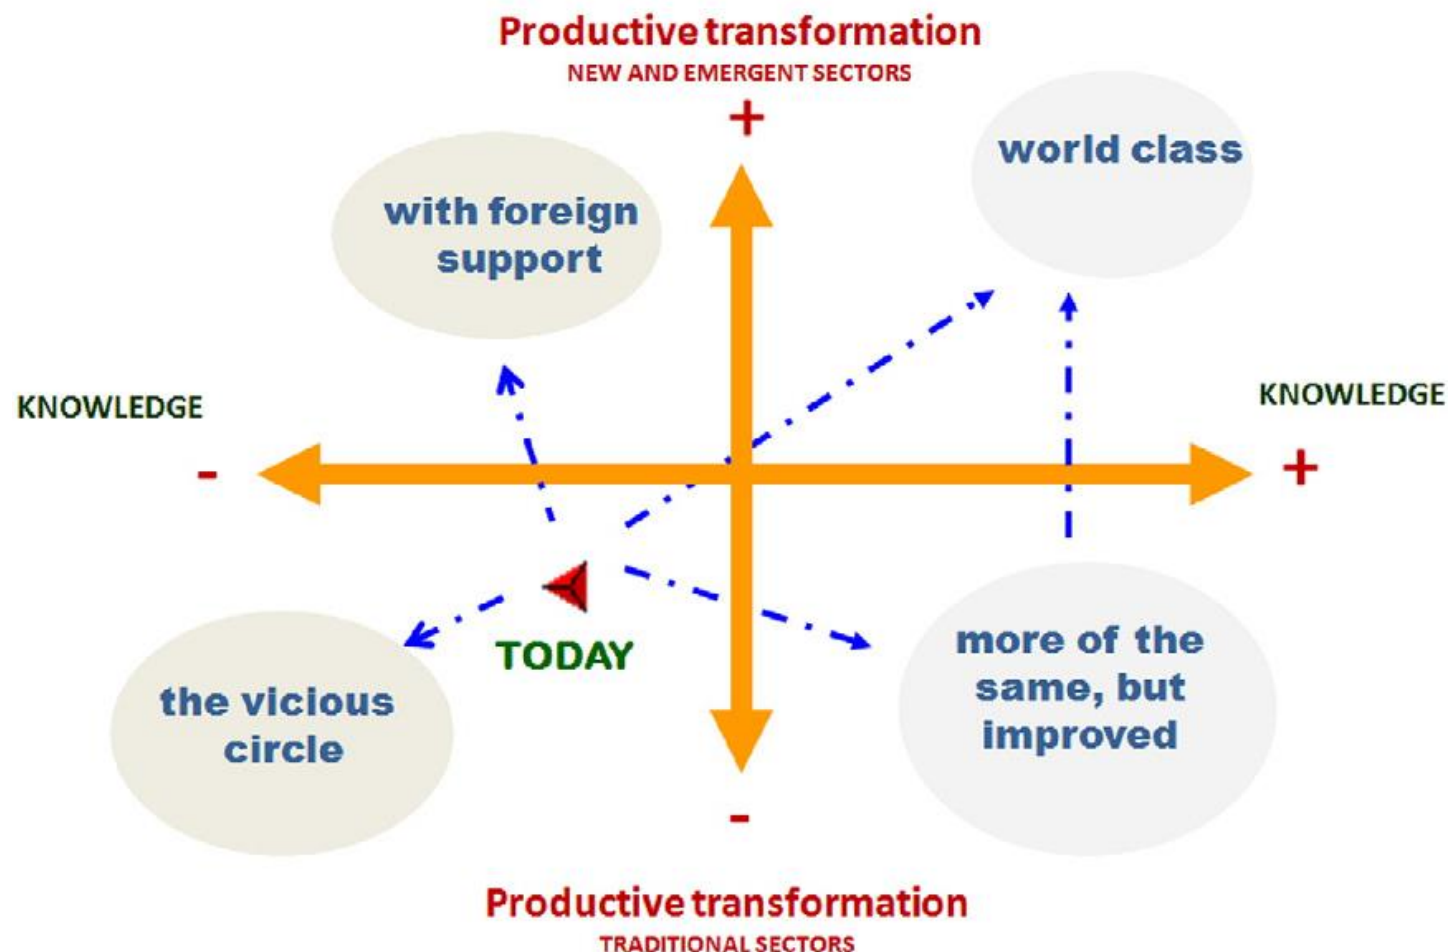 Productive transformation
NEW AND EMERGENT SECTORS
+
world class
with foreign
support
KNOWLEDGE
KNOWLEDGE
-
+
TODAY
the vicious
circle
more of the
same, but
improved
-
Productive transformation
TRADITIONAL SECTORS